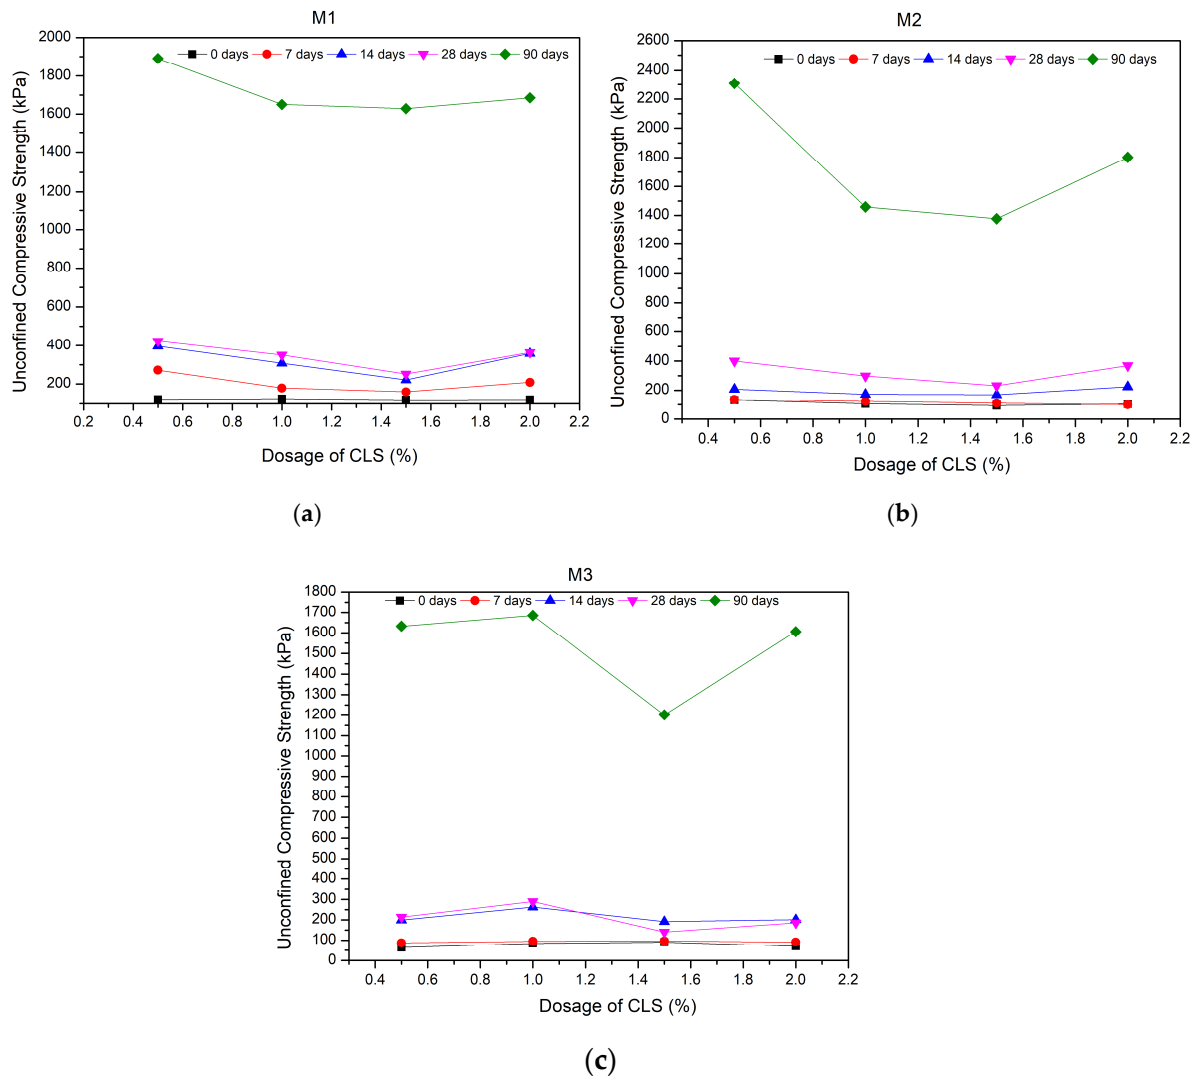 M1
0 days 7 days 14 days 28 days 90 days
Unconfined Compressive Strength (kPa)
2000
1800
1600
1400
1200
1000
800
600
400
200
0.2 0.4 0.6 0.8 1.0 1.2 1.4 1.6 1.8 2.0 2.2
Dosage of CLS (%)
(a)
M2
0 days 7 days 14 days 28 days 90 days
Unconfined Compressive Strength (kPa)
2600
2400
2200
2000
1800
1600
1400
1200
1000
800
600
400
200
0
0.4 0.6 0.8 1.0 1.2 1.4 1.6 1.8 2.0 2.2
Dosage of CLS (%)
(b)
M3
0 days 7 days 14 days 28 days 90 days
Unconfined Compressive Strength (kPa)
1800
1700
1600
1500
1400
1300
1200
1100
1000
900
800
700
600
500
400
300
200
100
0
0.4 0.6 0.8 1.0 1.2 1.4 1.6 1.8 2.0 2.2
Dosage of CLS (%)
(c)